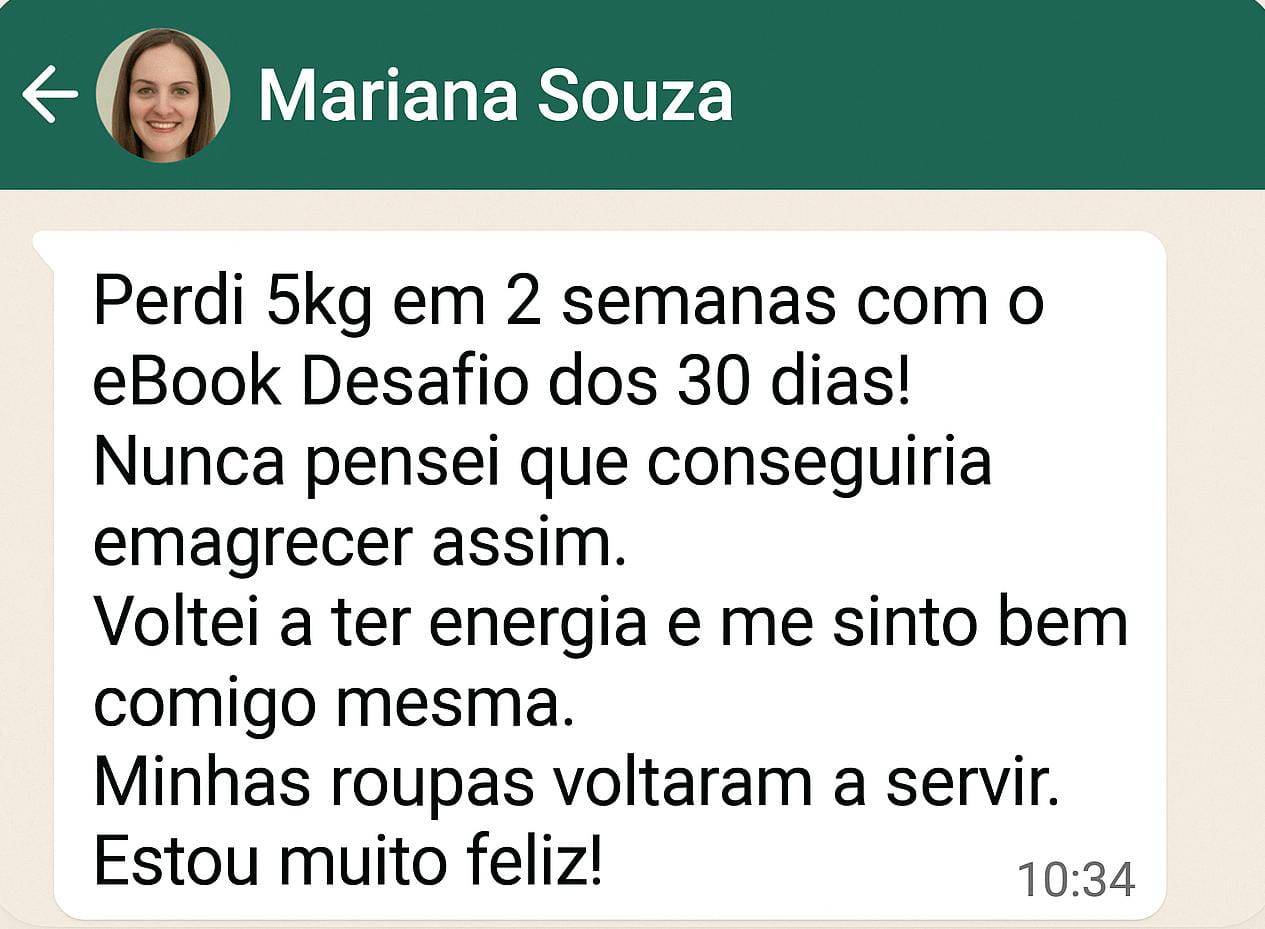 Mariana Souza
Perdi 5kg em 2 semanas com o
eBook Desafio dos 30 dias!
Nunca pensei que conseguiria
emagrecer assim.
Voltei a ter energia e me sinto bem
comigo mesma.
Minhas roupas voltaram a servir.
Estou muito feliz!
10:34